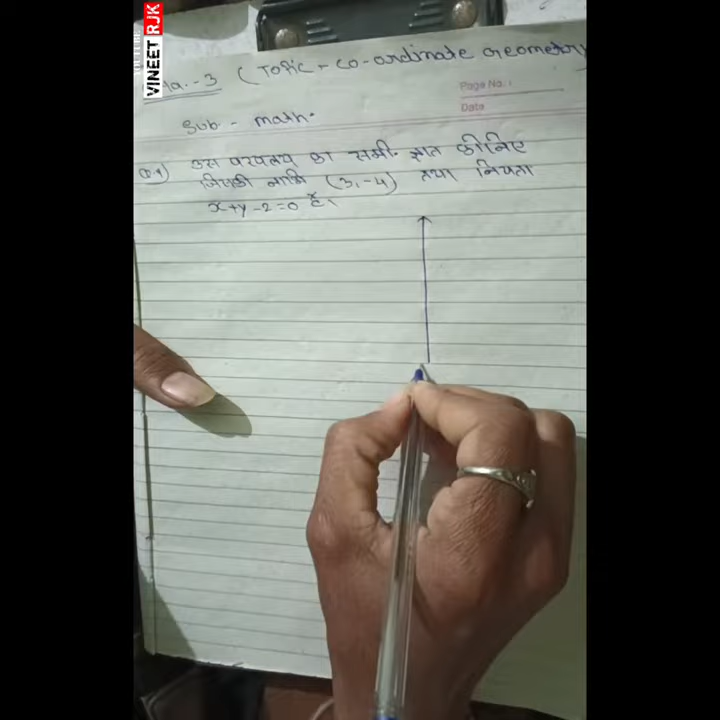 VINEET RJK
-3 (Topic - Co-ordinate Geometry)
Page No.:
Date
Sub - math.
Q.1) उस परवलय का समी. ज्ञात कीजिए
जिसकी नाभि (3, -4) तथा नियता
x+y-2=0 है।